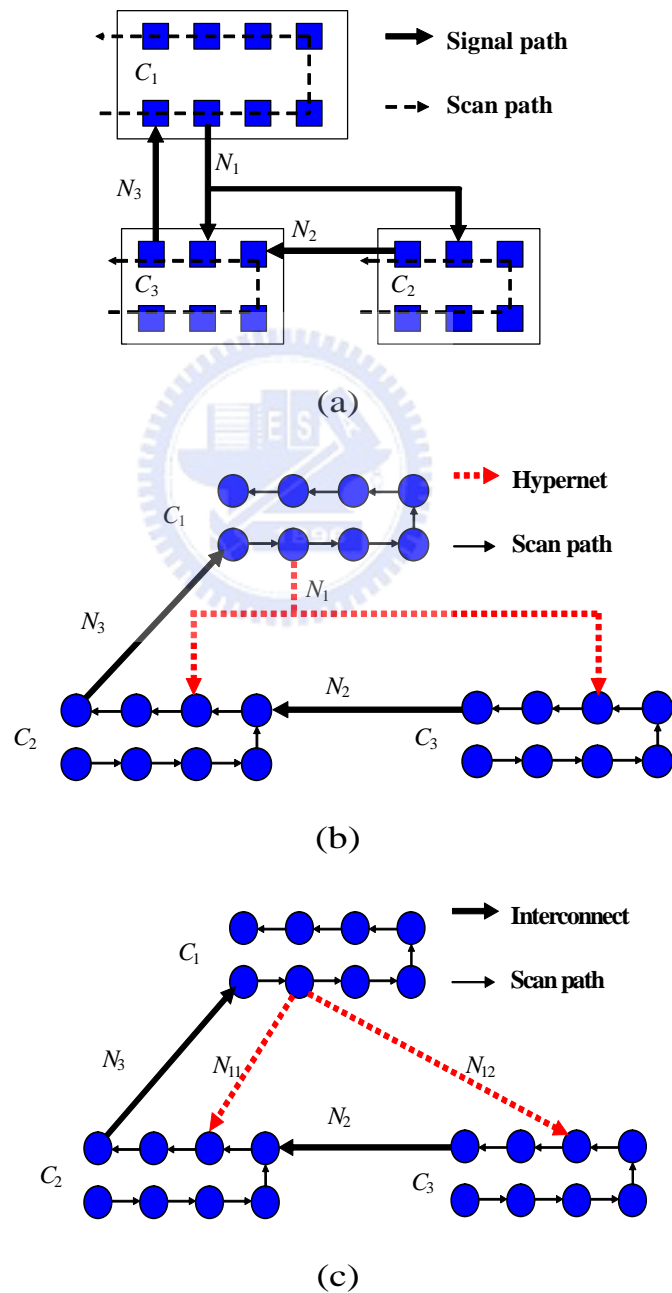 Signal path
C1
Scan path
N1
N3
N2
C3
C2
(a)
Hypernet
C1
Scan path
N1
N3
N2
C2
C3
(b)
Interconnect
C1
Scan path
N3
N11
N12
N2
C2
C3
(c)